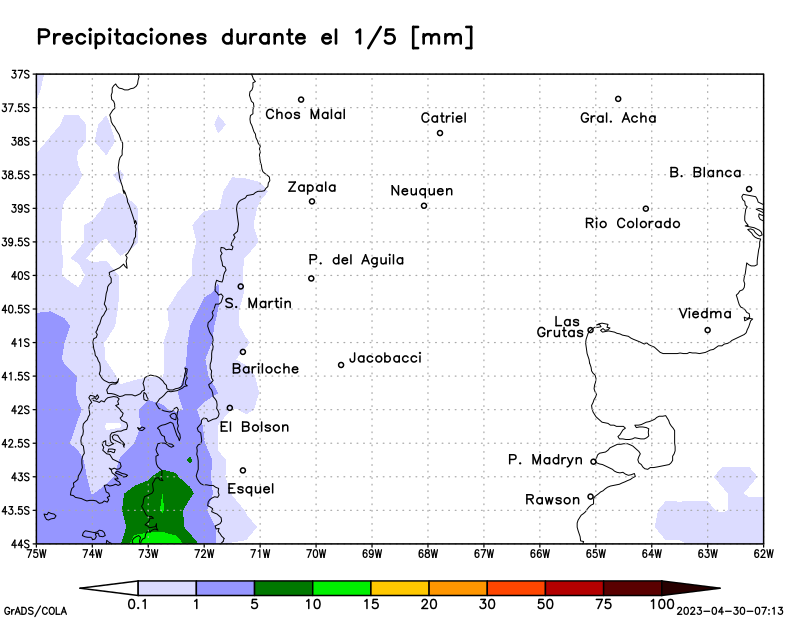 Precipitaciones durante el 1/5 [mm]
37S
37.5S
38S
38.5S
39S
39.5S
40S
40.5S
41S
41.5S
42S
42.5S
43S
43.5S
44S
Chos Malal
Catriel
Gral. Acha
B. Blanca
Zapala
Neuquen
Rio Colorado
P. del Aguila
S. Martin
Viedma
Las
Grutas
Jacobacci
Bariloche
El Bolson
P. Madryn
Esquel
Rawson
75W 74W 73W 72W 71W 70W 69W 68W 67W 66W 65W 64W 63W 62W
0.1 1 5 10 15 20 30 50 75 100
GrADS/COLA
2023-04-30-07:13